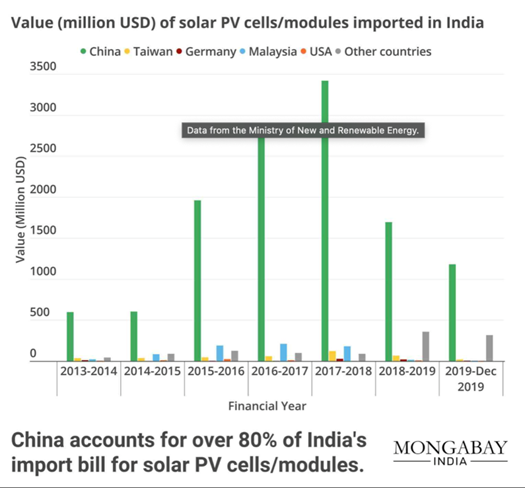 Value (million USD) of solar PV cells/modules imported in India
China Taiwan Germany Malaysia USA Other countries
3500
3000
Data from the Ministry of New and Renewable Energy.
2500
2000
1500
1000
500
0
Value (Million USD)
2013-2014 2014-2015 2015-2016 2016-2017 2017-2018 2018-2019 2019-Dec
2019
Financial Year
China accounts for over 80% of India's
import bill for solar PV cells/modules.
MONGABAY
INDIA